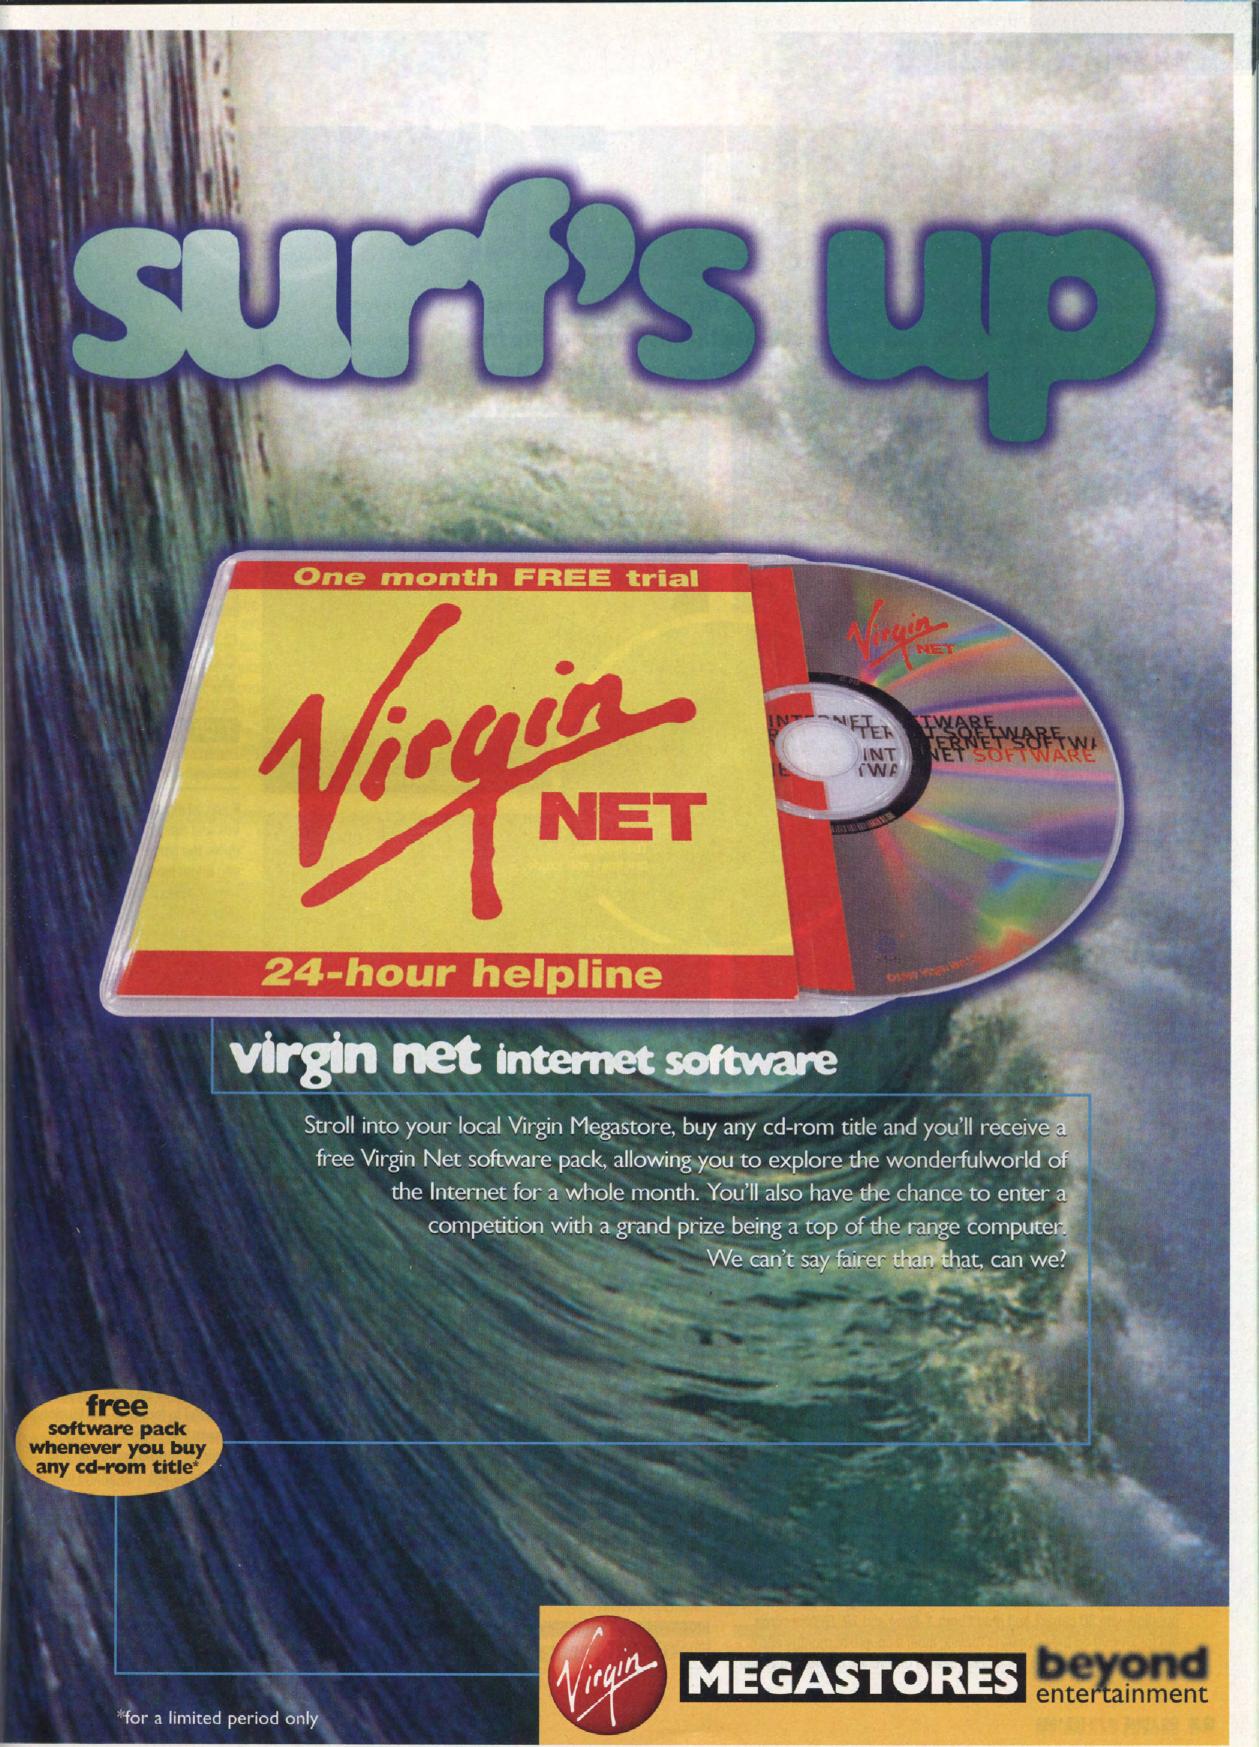 surf's up
One month FREE trial
Virgin
NET
24-hour helpline
Virgin
NET
SOFTWARE
virgin net internet software
Stroll into your local Virgin Megastore, buy any cd-rom title and you'll receive a
free Virgin Net software pack, allowing you to explore the wonderfulworld of
the Internet for a whole month. You'll also have the chance to enter a
competition with a grand prize being a top of the range computer.
We can't say fairer than that, can we?
free
software pack
whenever you buy
any cd-rom title*
*for a limited period only
Virgin
MEGASTORES
beyond
entertainment